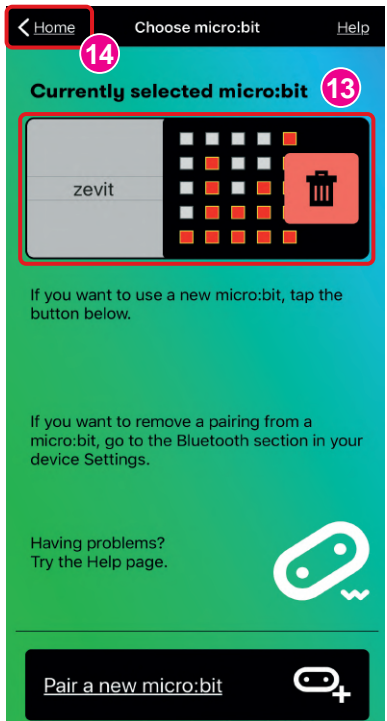 Home
Choose micro:bit
Help
14
Currently selected micro:bit
13
zevit
If you want to use a new micro:bit, tap the
button below.
If you want to remove a pairing from a
micro:bit, go to the Bluetooth section in your
device Settings.
Having problems?
Try the Help page.
Pair a new micro:bit